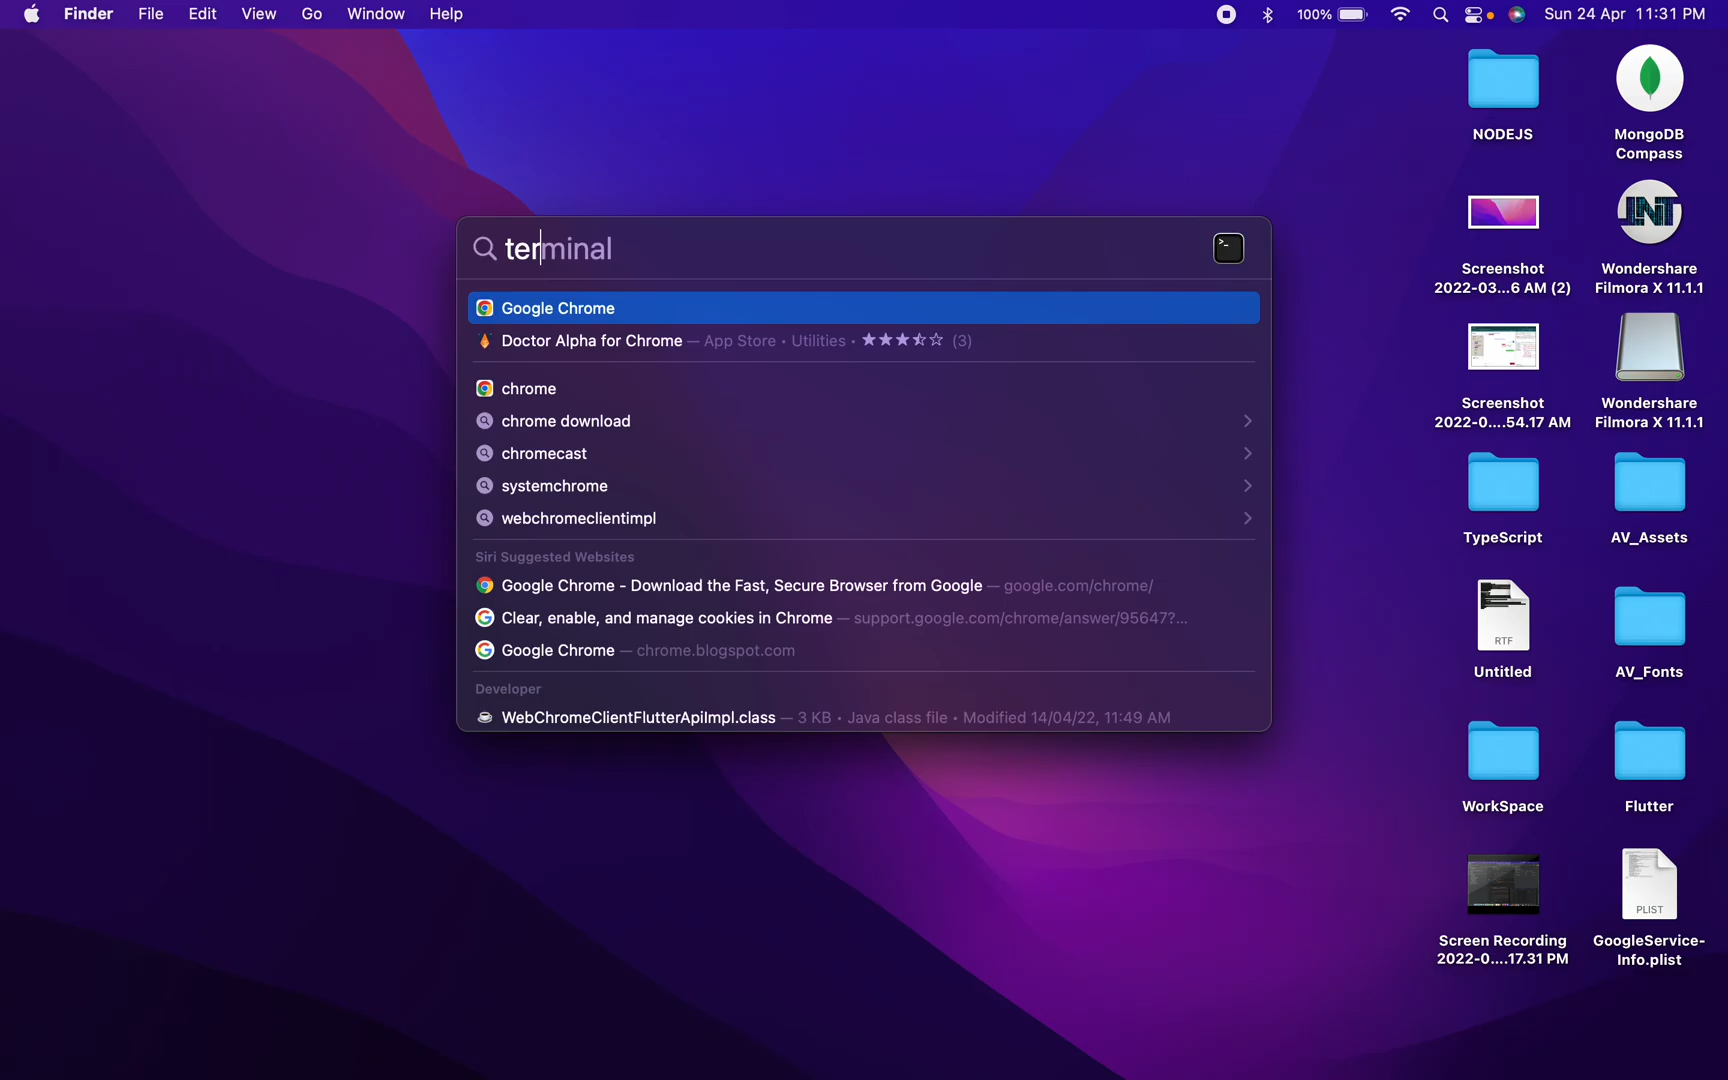 Finder File Edit View Go Window Help 100% Sun 24 Apr 11:31 PM
terminal
Google Chrome
Doctor Alpha for Chrome — App Store • Utilities • (3)
chrome
chrome download
chromecast
systemchrome
webchromeclientimpl
Siri Suggested Websites
Google Chrome - Download the Fast, Secure Browser from Google — google.com/chrome/
Clear, enable, and manage cookies in Chrome — support.google.com/chrome/answer/95647?...
Google Chrome — chrome.blogspot.com
Developer
WebChromeClientFlutterApiImpl.class — 3 KB • Java class file • Modified 14/04/22, 11:49 AM
NODEJS
MongoDB
Compass
Screenshot
2022-03...6 AM (2)
Wondershare
Filmora X 11.1.1
Screenshot
2022-0....54.17 AM
Wondershare
Filmora X 11.1.1
TypeScript
AV_Assets
RTF
Untitled
AV_Fonts
WorkSpace
Flutter
Screen Recording
2022-0....17.31 PM
PLIST
GoogleService-
Info.plist